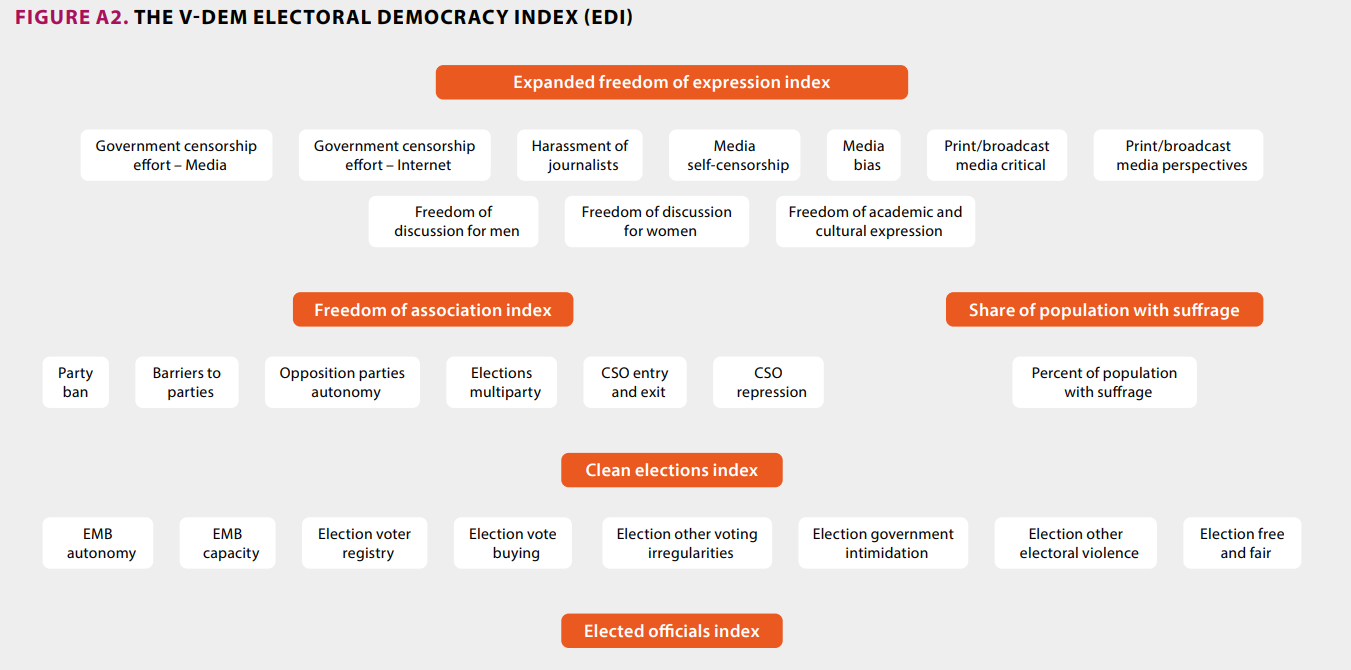 FIGURE A2. THE V-DEM ELECTORAL DEMOCRACY INDEX (EDI)
Expanded freedom of expression index
Government censorship
effort – Media
Government censorship
effort – Internet
Harassment of
journalists
Media
self-censorship
Media
bias
Print/broadcast
media critical
Print/broadcast
media perspectives
Freedom of
discussion for men
Freedom of discussion
for women
Freedom of academic and
cultural expression
Freedom of association index
Party
ban
Barriers to
parties
Opposition parties
autonomy
Elections
multiparty
CSO entry
and exit
CSO
repression
Share of population with suffrage
Percent of population
with suffrage
Clean elections index
EMB
autonomy
EMB
capacity
Election voter
registry
Election vote
buying
Election other voting
irregularities
Election government
intimidation
Election other
electoral violence
Election free
and fair
Elected officials index